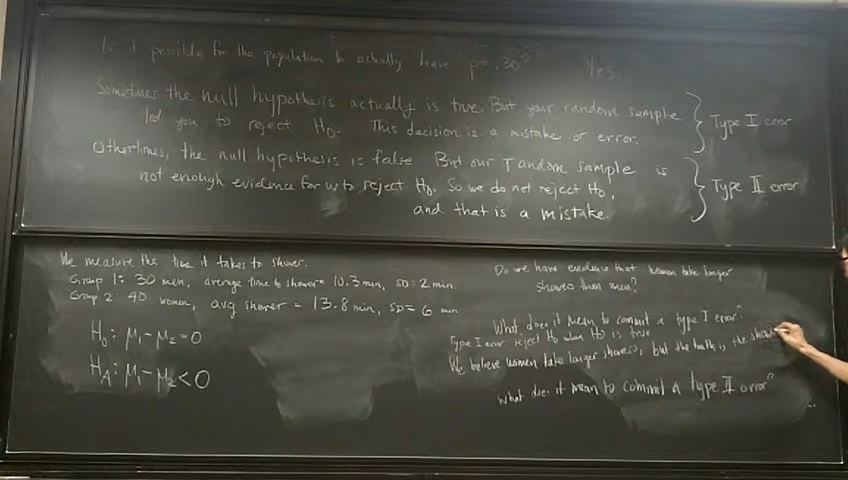 Is it possible for the population to actually have p = .30? Yes.
Sometimes the null hypothesis actually is true. But your random sample
led you to reject H0. This decision is a mistake or error.
Type I error
Othertimes, the null hypothesis is false But our random sample is
not enough evidence for us to reject H0. So we do not reject H0,
and that is a mistake.
Type II error
We measure the time it takes to shower.
Group 1: 30 men, average time to shower = 10.3 min, SD = 2 min.
Group 2: 40 women, avg shower = 13.8 min, SD = 6 min
H0: μ1 - μ2 = 0
HA: μ1 - μ2 < 0
Do we have evidence that women take longer
showers than men?
What does it mean to commit a type I error?
Type I error: reject H0 when H0 is true
We believe women take longer showers, but the truth is the
What does it mean to commit a type II error?